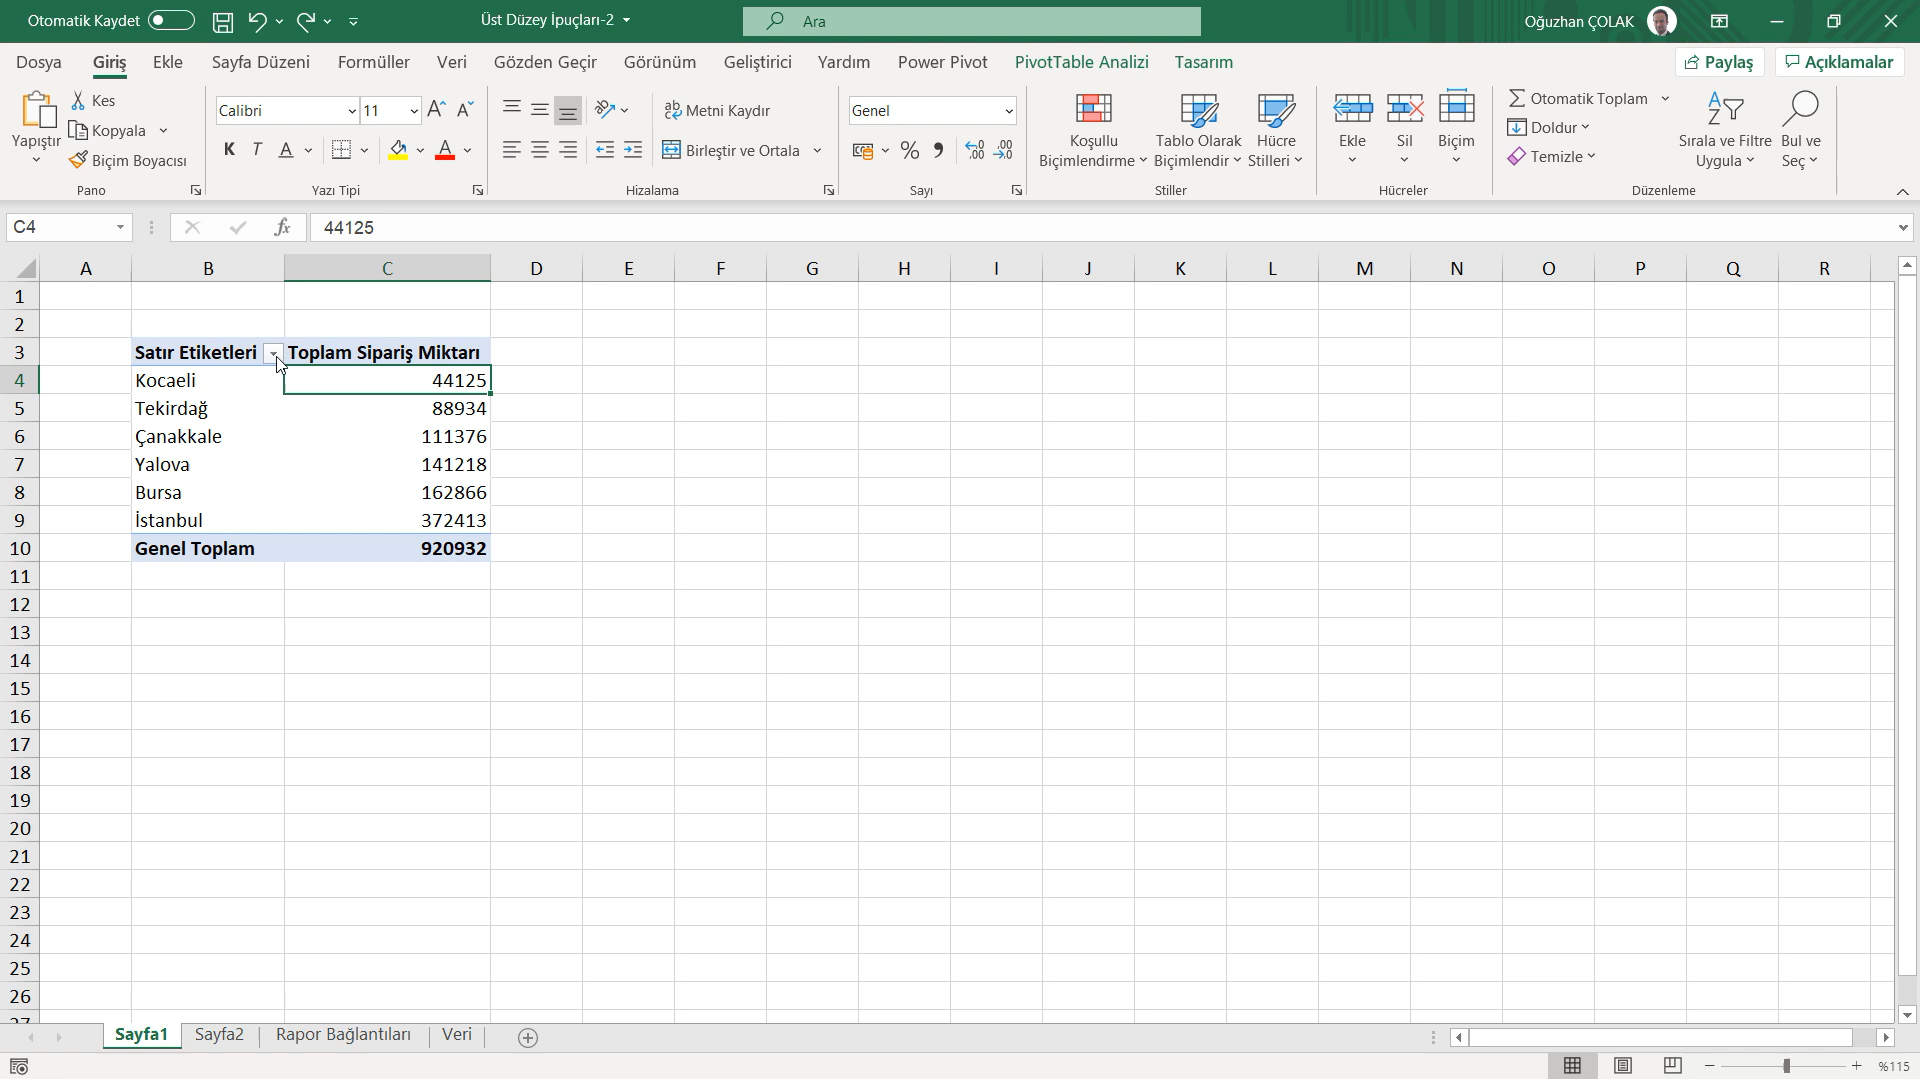 Otomatik Kaydet
Üst Düzey İpuçları-2
Ara
Oğuzhan ÇOLAK
Dosya Giriş Ekle Sayfa Düzeni Formüller Veri Gözden Geçir Görünüm Geliştirici Yardım Power Pivot PivotTable Analizi Tasarım Paylaş Açıklamalar
Yapıştır
Kes
Kopyala
Biçim Boyacısı
Pano
Calibri 11
K T A A
Yazı Tipi
Metni Kaydır
Birleştir ve Ortala
Hizalama
Genel
Sayı
Koşullu
Biçimlendirme
Tablo Olarak
Biçimlendir
Hücre
Stilleri
Stiller
Ekle
Sil
Biçim
Hücreler
Otomatik Toplam
Doldur
Temizle
Sırala ve Filtre
Uygula
Bul ve
Seç
Düzenleme
C4
fx
44125
A B C D E F G H I J K L M N O P Q R
1
2
3 Satır Etiketleri Toplam Sipariş Miktarı
4 Kocaeli 44125
5 Tekirdağ 88934
6 Çanakkale 111376
7 Yalova 141218
8 Bursa 162866
9 İstanbul 372413
10 Genel Toplam 920932
11
12
13
14
15
16
17
18
19
20
21
22
23
24
25
26
27
Sayfa1 Sayfa2 Rapor Bağlantıları Veri
%115